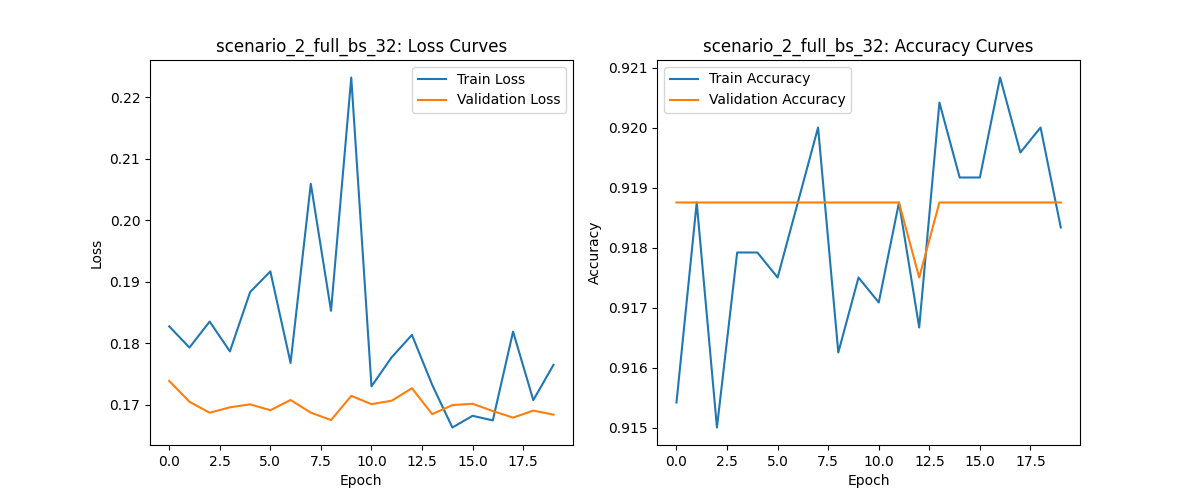 scenario_2_full_bs_32: Loss Curves
Train Loss
Validation Loss
0.22
0.21
0.20
0.19
0.18
0.17
Loss
0.0 2.5 5.0 7.5 10.0 12.5 15.0 17.5
Epoch
scenario_2_full_bs_32: Accuracy Curves
Train Accuracy
Validation Accuracy
0.921
0.920
0.919
0.918
0.917
0.916
0.915
Accuracy
0.0 2.5 5.0 7.5 10.0 12.5 15.0 17.5
Epoch